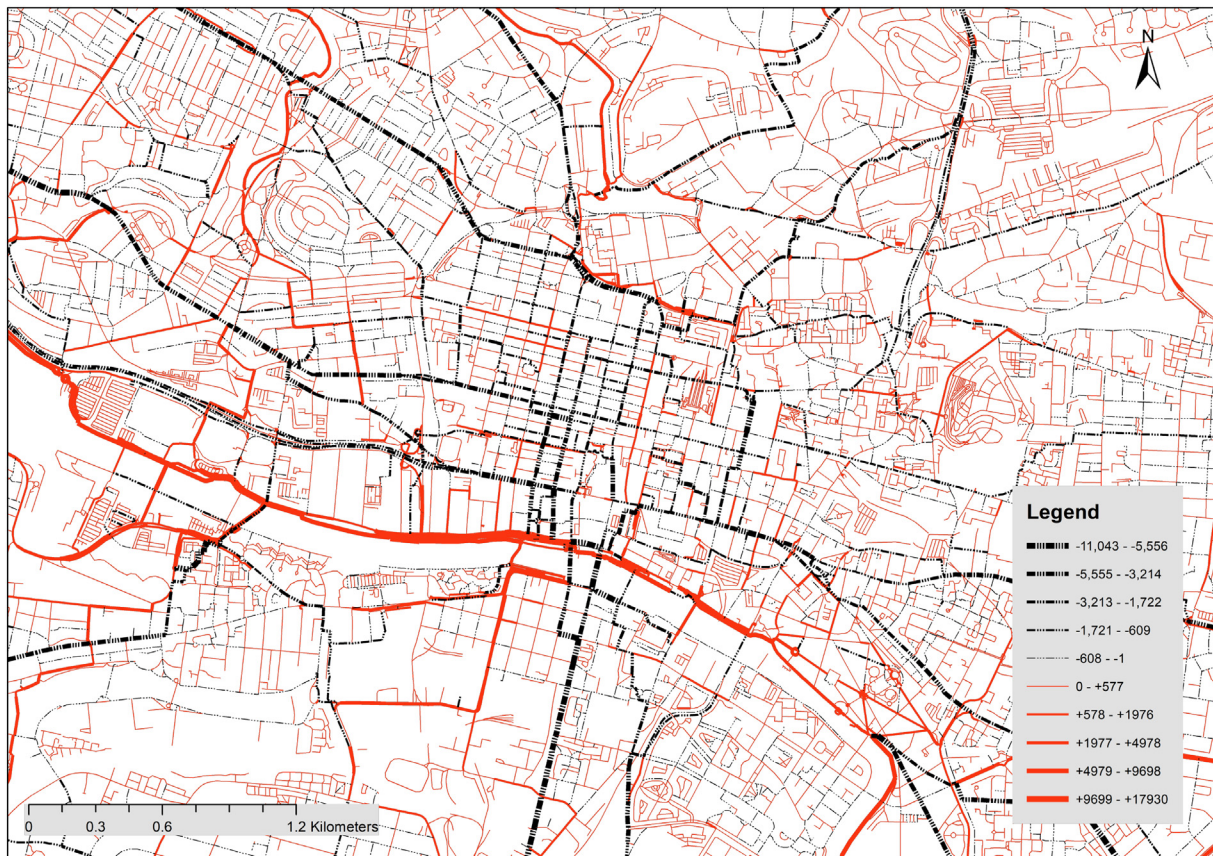 N
Legend
-11,043 - -5,556
-5,555 - -3,214
-3,213 - -1,722
-1,721 - -609
-608 - -1
0 - +577
+578 - +1976
+1977 - +4978
+4979 - +9698
+9699 - +17930
0 0.3 0.6 1.2 Kilometers